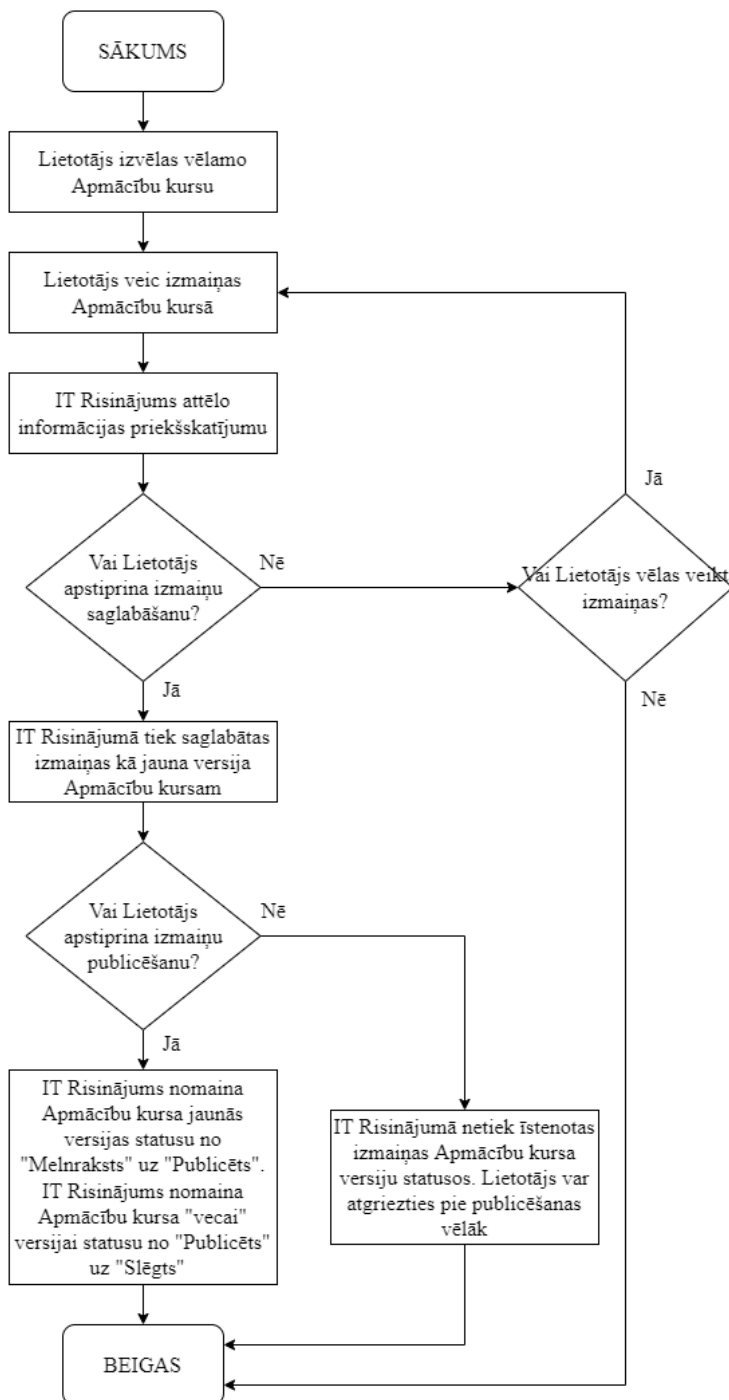 SĀKUMS
Lietotājs izvēlas vēlamo
Apmācību kursu
Lietotājs veic izmaiņas
Apmācību kursā
IT Risinājums attēlo
informācijas priekšskatījumu
Jā
Vai Lietotājs
apstiprina izmaiņu
saglabāšanu?
Nē
Vai Lietotājs vēlas veikt
izmaiņas?
Jā
Nē
IT Risinājumā tiek saglabātas
izmaiņas kā jauna versija
Apmācību kursam
Vai Lietotājs
apstiprina izmaiņu
publicēšanu?
Nē
Jā
IT Risinājums nomaina
Apmācību kursa jaunās
versijas statusu no
"Melnraksts" uz "Publicēts".
IT Risinājums nomaina
Apmācību kursa "vecai"
versijai statusu no "Publicēts"
uz "Slēgts"
IT Risinājumā netiek īstenotas
izmaiņas Apmācību kursa
versiju statusos. Lietotājs var
atgriezties pie publicēšanas
vēlāk
BEIGAS